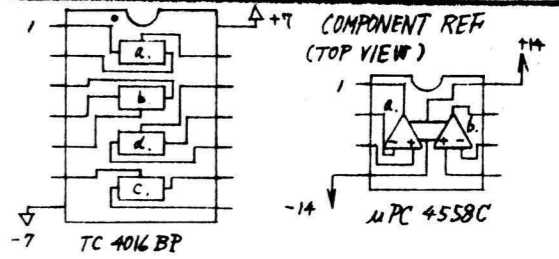 COMPONENT REF
(TOP VIEW)
1
+7
a.
b
d.
c.
-7
TC 4016 BP
1
+14
a.
b.
- +
+ -
-14
μPC 4558C